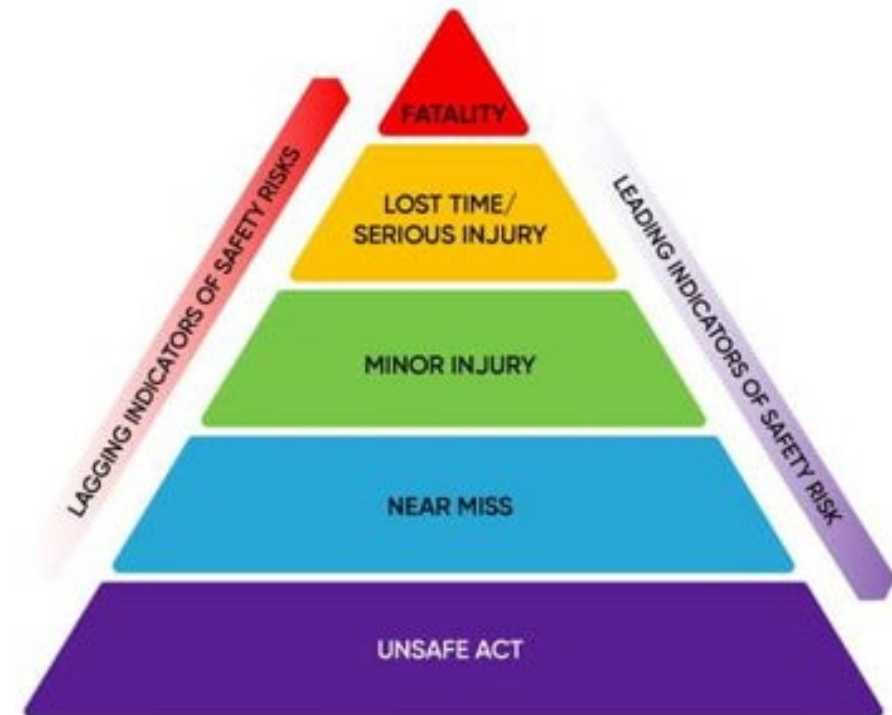 FATALITY
LOST TIME/
SERIOUS INJURY
MINOR INJURY
NEAR MISS
UNSAFE ACT
LAGGING INDICATORS OF SAFETY RISKS
LEADING INDICATORS OF SAFETY RISK